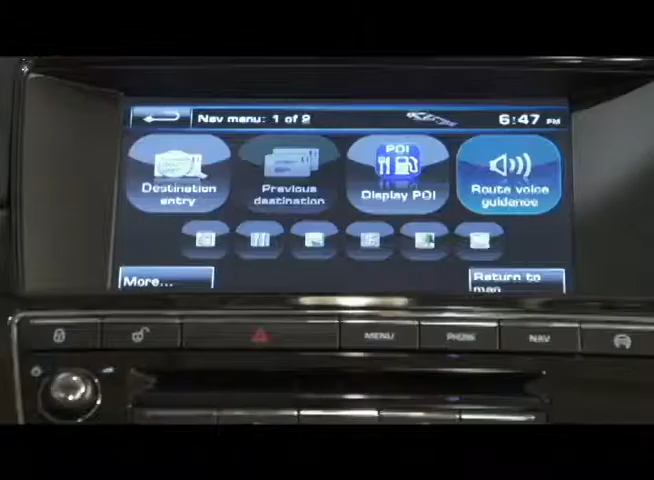 Nav menu: 1 of 2
6:47 PM
Destination
entry
Previous
destination
POI
Display POI
Route voice
guidance
More...
Return to
map
MENU
PHONE
NAV